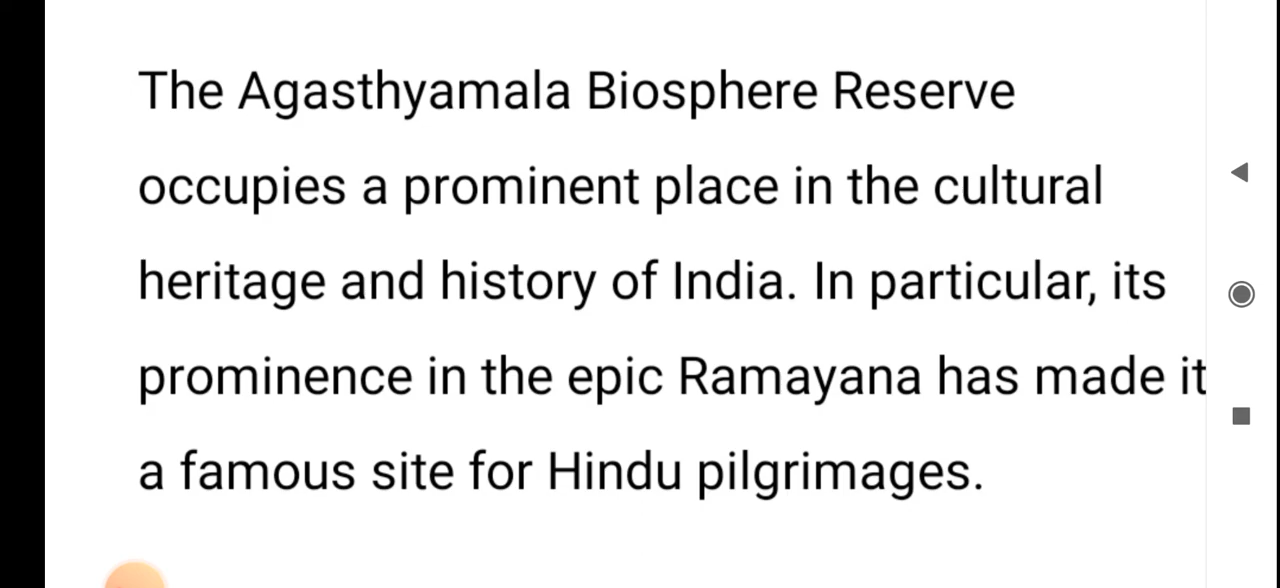 The Agasthyamala Biosphere Reserve
occupies a prominent place in the cultural
heritage and history of India. In particular, its
prominence in the epic Ramayana has made it
a famous site for Hindu pilgrimages.